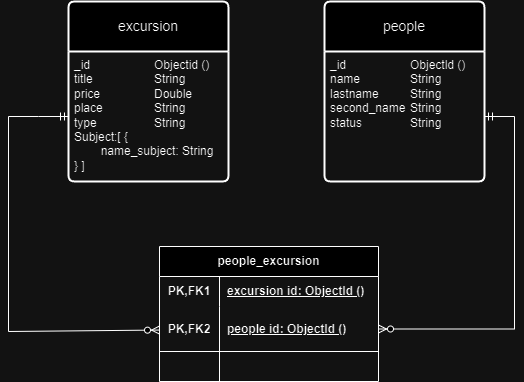 excursion
_id Objectid ()
title String
price Double
place String
type String
Subject:[ {
name_subject: String
} ]
people
_id ObjectId ()
name String
lastname String
second_name String
status String
people_excursion
PK,FK1 excursion id: ObjectId ()
PK,FK2 people id: ObjectId ()